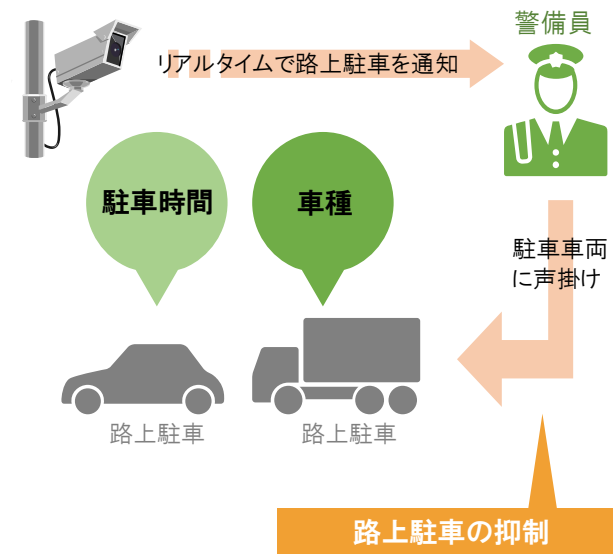 警備員
リアルタイムで路上駐車を通知
駐車時間
車種
駐車車両
に声掛け
路上駐車
路上駐車
路上駐車の抑制